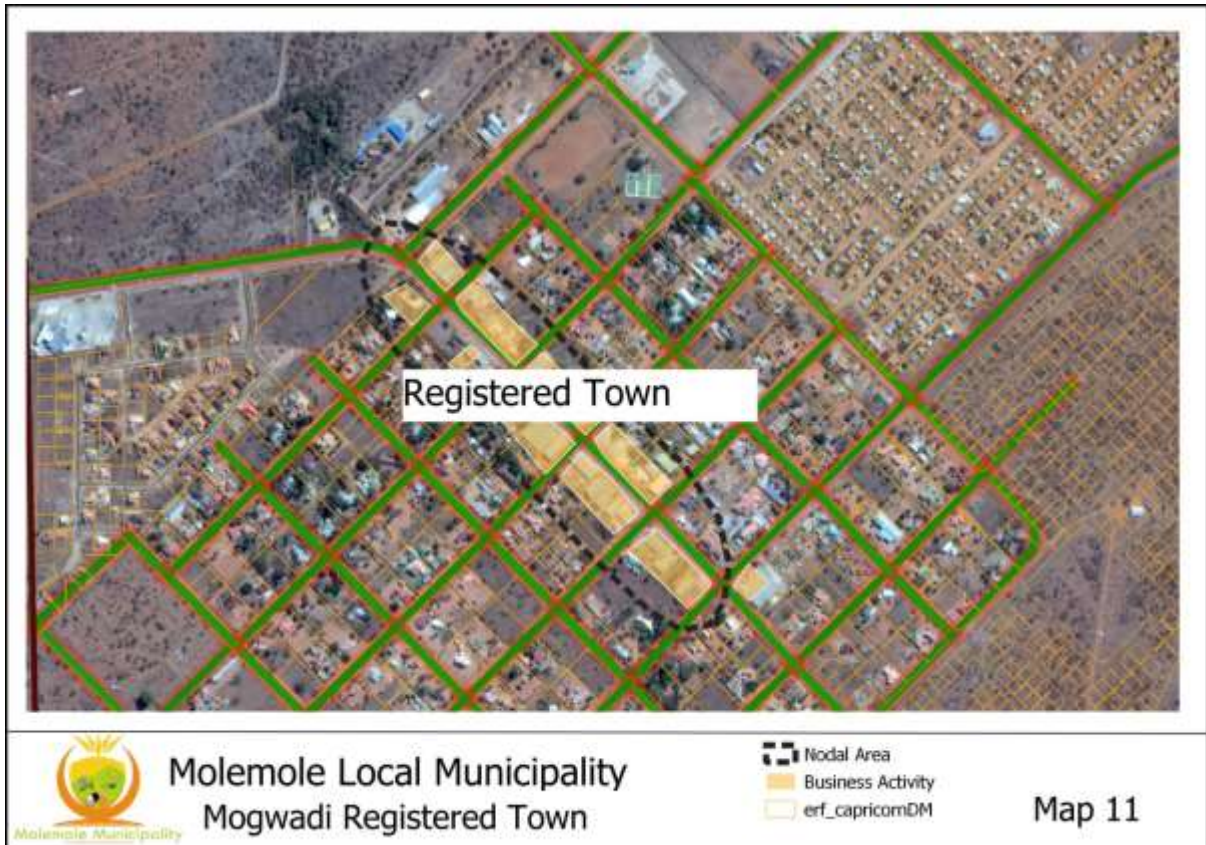 Registered Town
Molemole Municipality
Molemole Local Municipality
Mogwadi Registered Town
Nodal Area
Business Activity
erf_capricornDM
Map 11